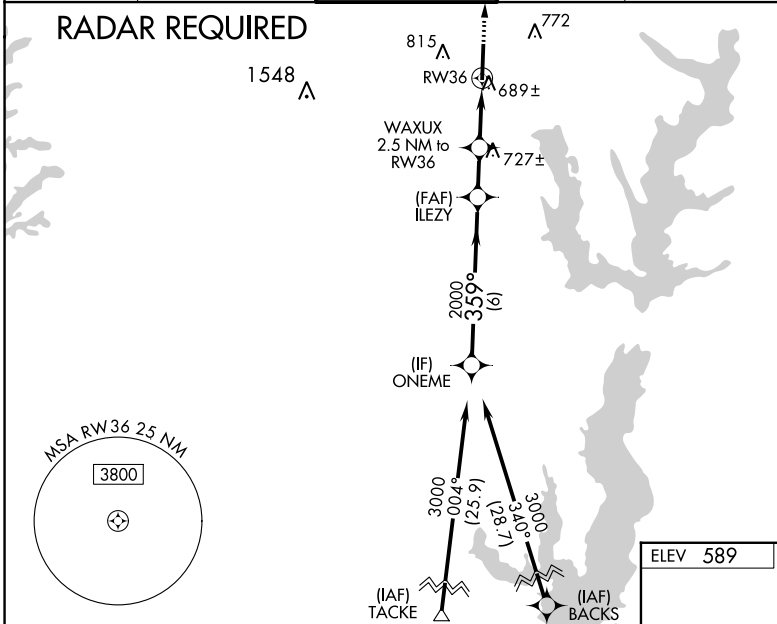 RADAR REQUIRED
1548
815
772
RW36
689±
WAXUX
2.5 NM to
RW36
727±
(FAF)
ILEZY
2000
359°
(6)
(IF)
ONEME
MSA RW36 25 NM
3800
3000
004°
(25.9)
3000
340°
(28.7)
(IAF)
TACKE
(IAF)
BACKS
ELEV 589